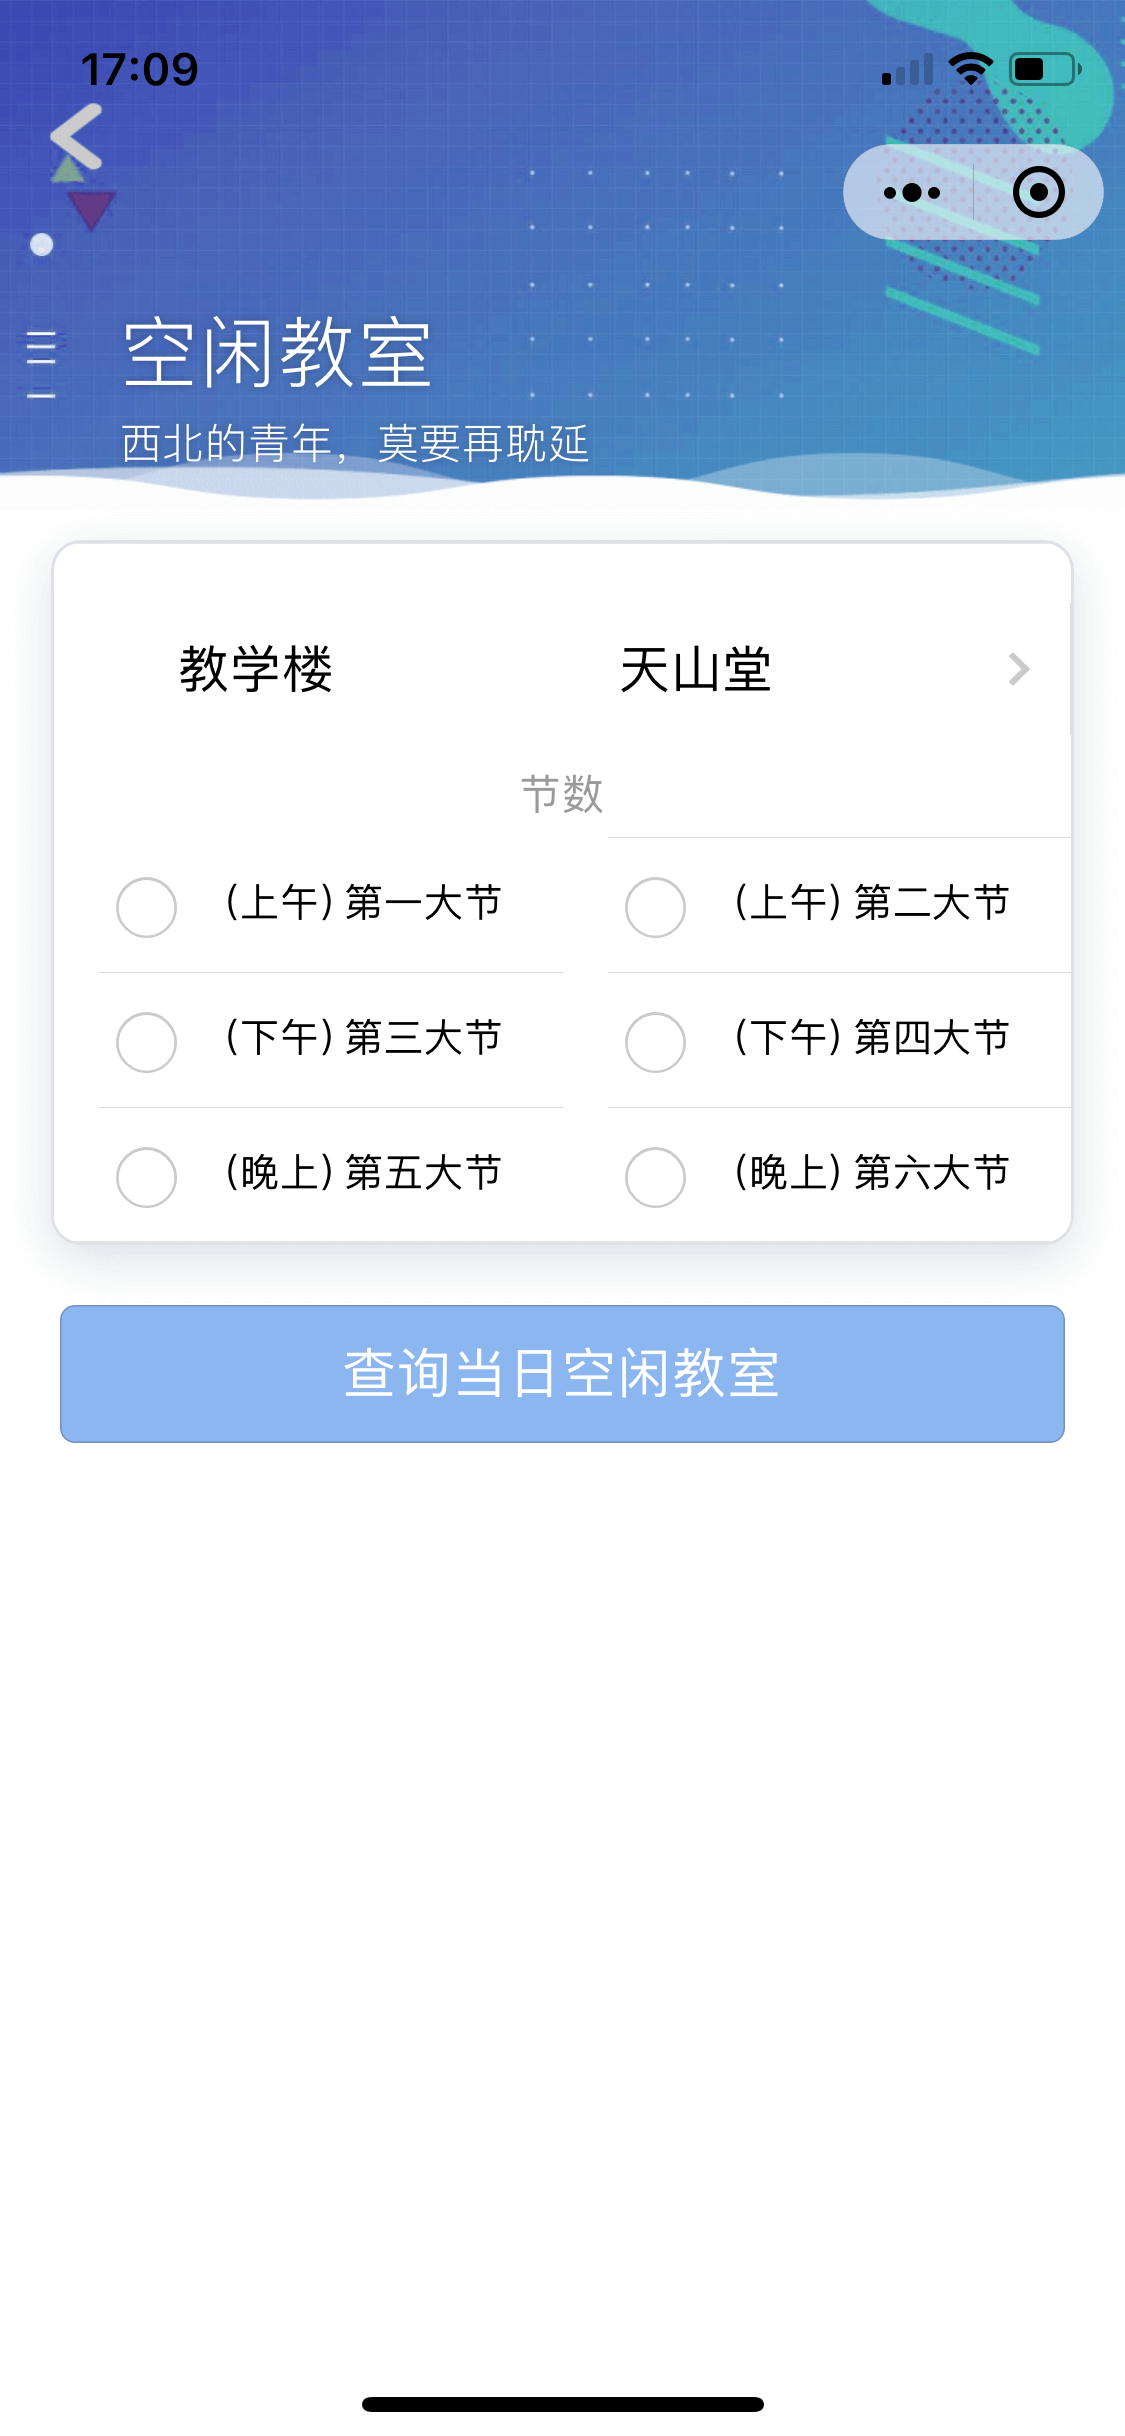 17:09
空闲教室
西北的青年，莫要再耽延
教学楼 天山堂
节数
(上午) 第一大节 (上午) 第二大节
(下午) 第三大节 (下午) 第四大节
(晚上) 第五大节 (晚上) 第六大节
查询当日空闲教室